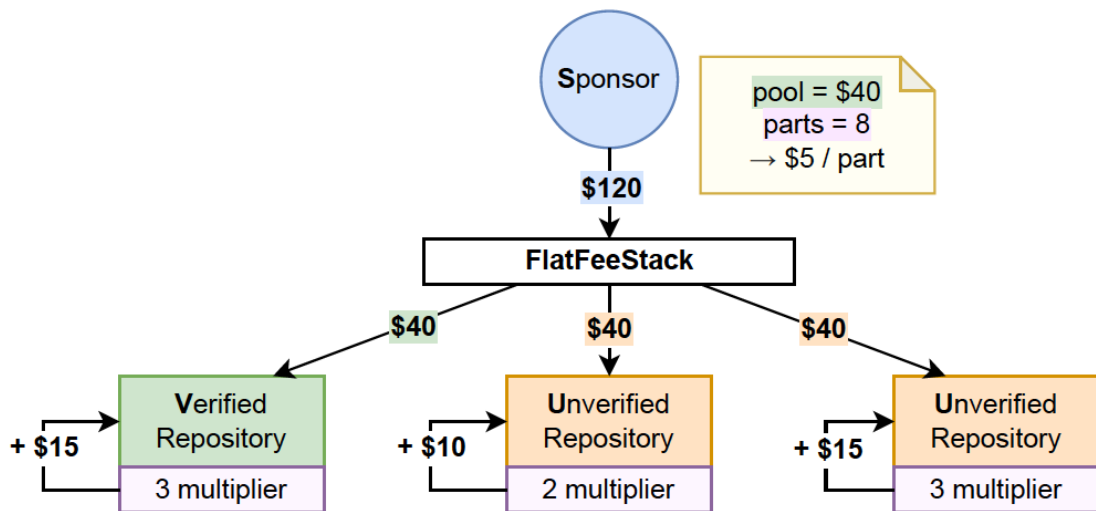 Sponsor
pool = $40
parts = 8
→ $5 / part
$120
FlatFeeStack
$40
$40
$40
Verified
Repository
3 multiplier
+ $15
Unverified
Repository
2 multiplier
+ $10
Unverified
Repository
3 multiplier
+ $15